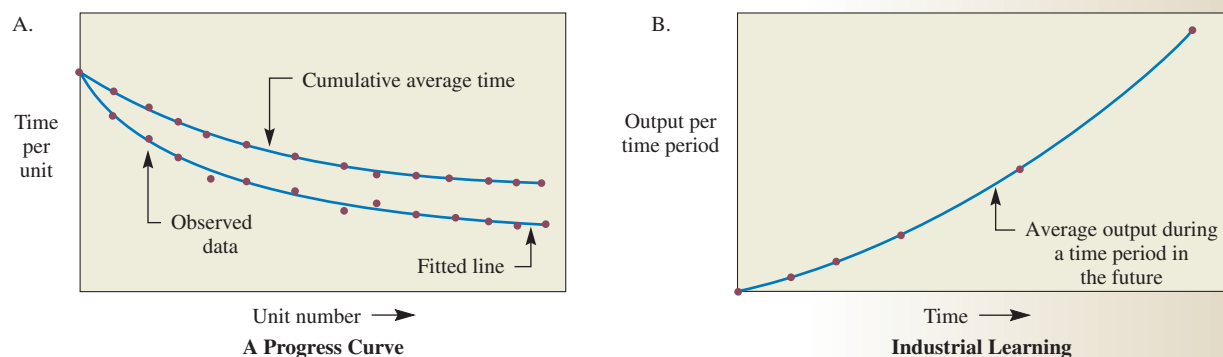 A.
Time
per
unit
Cumulative average time
Observed
data
Fitted line
Unit number
A Progress Curve
B.
Output per
time period
Average output during
a time period in
the future
Time
Industrial Learning